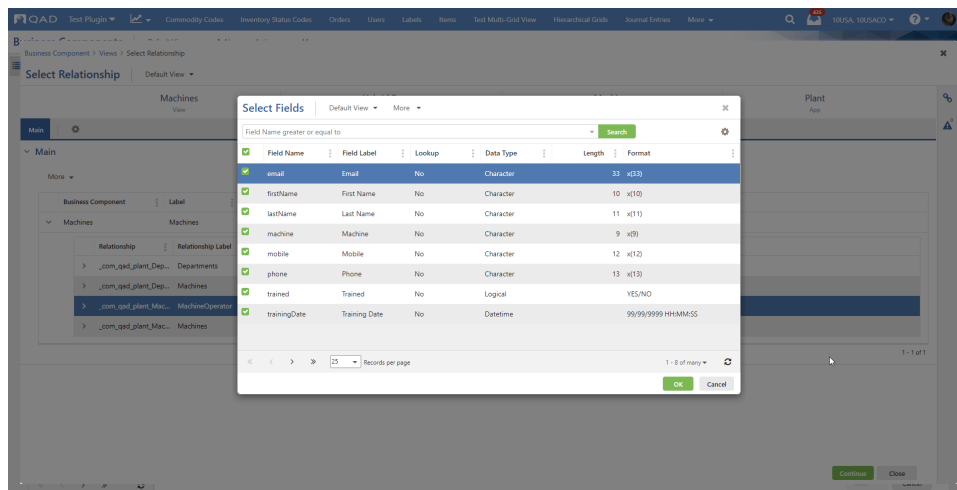 QAD Test Plugin Commodity Codes Inventory Status Codes Orders Users Labels Items Test Multi-Grid View Hierarchical Grids Journal Entries More 10USA, 10USACO
Business Component > Views > Select Relationship
Select Relationship Default View
Machines Plant
View App
Main
Main
More
Business Component Label
Machines Machines
Relationship Relationship Label
_com_qad_plant_Dep... Departments
_com_qad_plant_Dep... Machines
_com_qad_plant_Mac... MachineOperator
_com_qad_plant_Mac... Machines
1 - 1 of 1
Continue Close
Select Fields Default View More
Field Name greater or equal to Search
Field Name Field Label Lookup Data Type Length Format
email Email No Character 33 x(33)
firstName First Name No Character 10 x(10)
lastName Last Name No Character 11 x(11)
machine Machine No Character 9 x(9)
mobile Mobile No Character 12 x(12)
phone Phone No Character 13 x(13)
trained Trained No Logical YES/NO
trainingDate Training Date No Datetime 99/99/9999 HH:MM:SS
25 Records per page 1 - 8 of many
OK Cancel